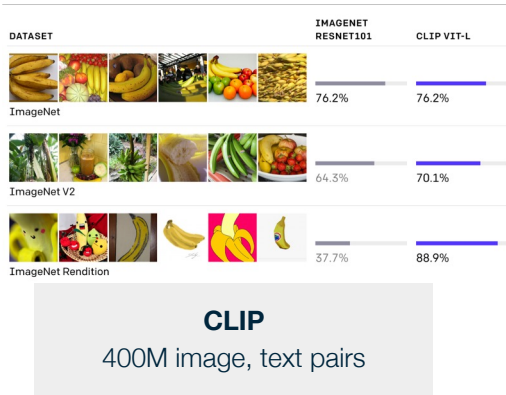 DATASET
IMAGENET
RESNET101
CLIP VIT-L
ImageNet
76.2%
76.2%
ImageNet V2
64.3%
70.1%
ImageNet Rendition
37.7%
88.9%
CLIP
400M image, text pairs